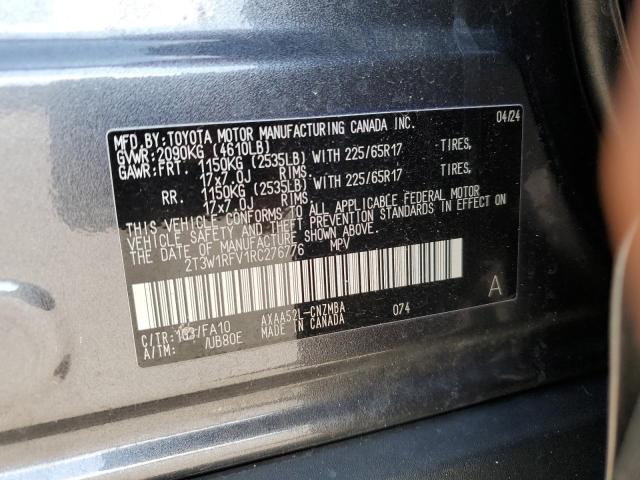 MFD.BY:TOYOTA MOTOR MANUFACTURING CANADA INC. 04/24
GVWR:2090KG (4610LB)
GAWR:FRT. 1150KG (2535LB) WITH 225/65R17 TIRES,
17x7.0J RIMS.
RR. 1150KG (2535LB) WITH 225/65R17 TIRES,
17x7.0J RIMS.
THIS VEHICLE CONFORMS TO ALL APPLICABLE FEDERAL MOTOR
VEHICLE SAFETY AND THEFT PREVENTION STANDARDS IN EFFECT ON
THE DATE OF MANUFACTURE SHOWN ABOVE.
2T3W1RFV1RC276776 MPV
A
C/TR:1G3/FA10 AXAA52L-CNZMBA 074
A/TM: /UB80E MADE IN CANADA